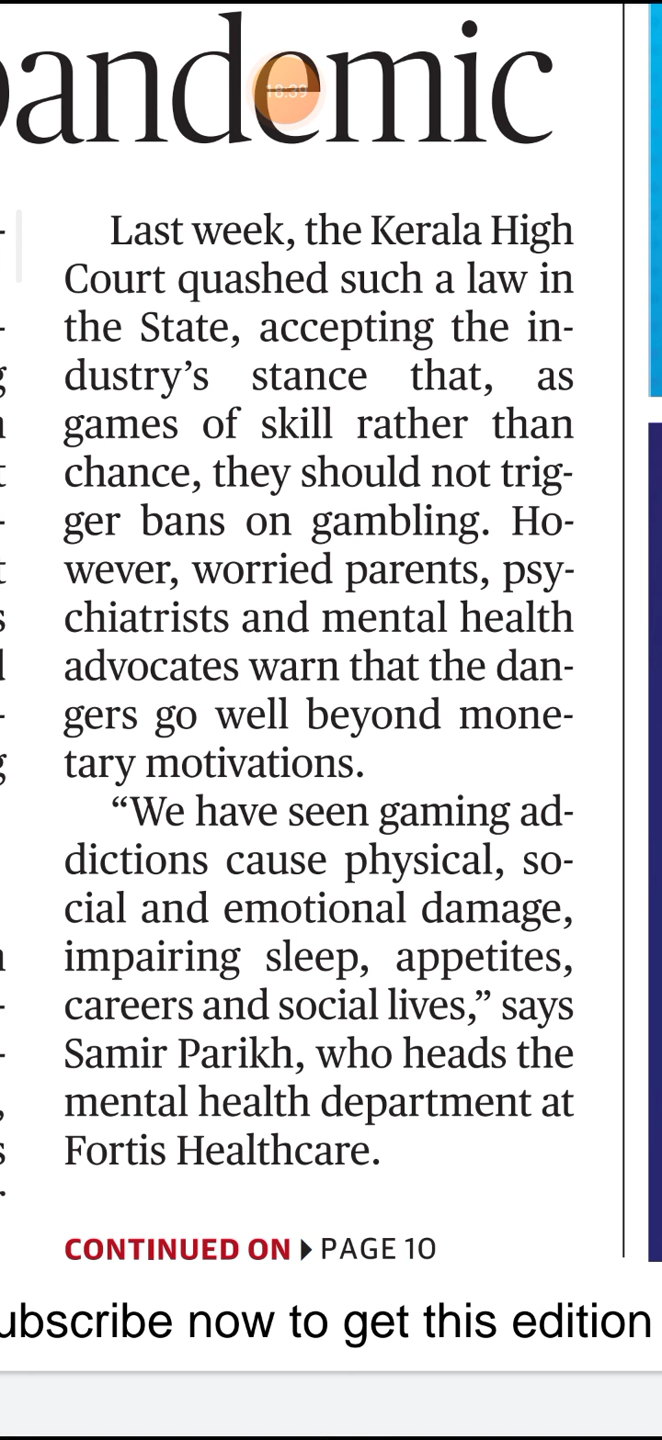 pandemic
18:39
Last week, the Kerala High
Court quashed such a law in
the State, accepting the in-
dustry’s stance that, as
games of skill rather than
chance, they should not trig-
ger bans on gambling. Ho-
wever, worried parents, psy-
chiatrists and mental health
advocates warn that the dan-
gers go well beyond mone-
tary motivations.
“We have seen gaming ad-
dictions cause physical, so-
cial and emotional damage,
impairing sleep, appetites,
careers and social lives,” says
Samir Parikh, who heads the
mental health department at
Fortis Healthcare.
CONTINUED ON PAGE 10
ubscribe now to get this edition